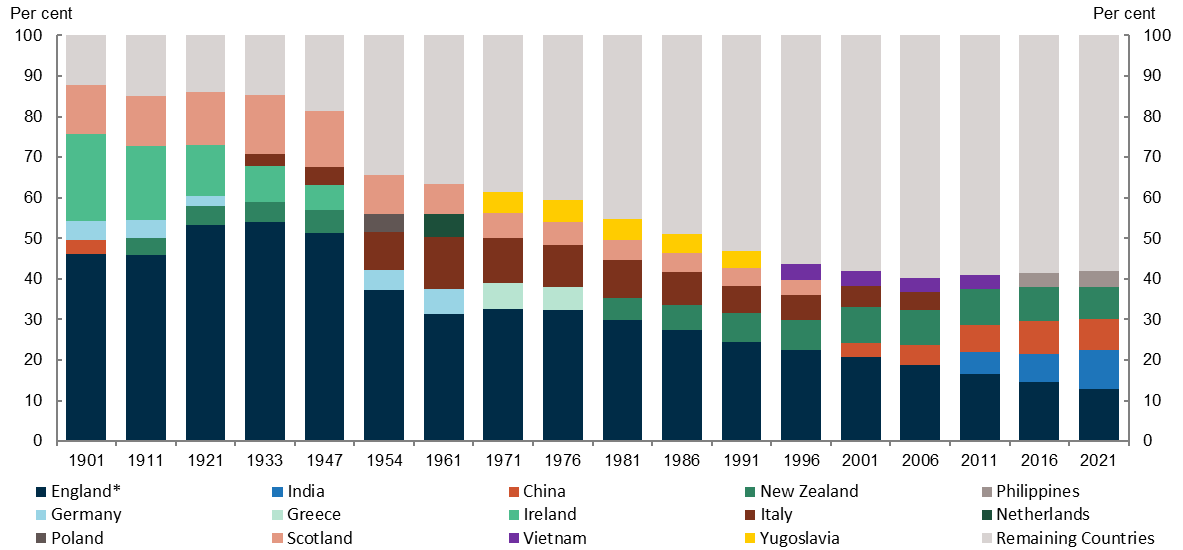 Per cent Per cent
100 100
90 90
80 80
70 70
60 60
50 50
40 40
30 30
20 20
10 10
0 0
1901 1911 1921 1933 1947 1954 1961 1971 1976 1981 1986 1991 1996 2001 2006 2011 2016 2021
England* India China New Zealand Philippines
Germany Greece Ireland Italy Netherlands
Poland Scotland Vietnam Yugoslavia Remaining Countries